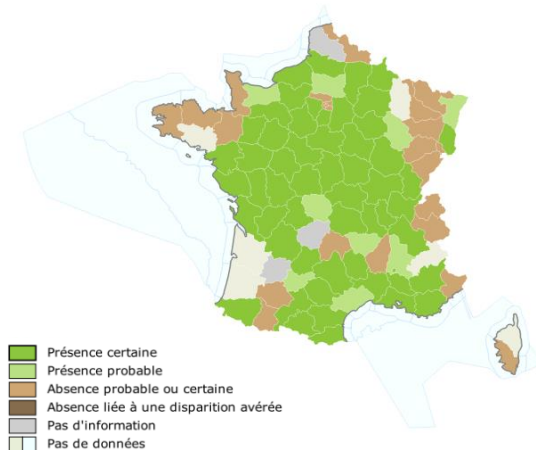 Présence certaine
Présence probable
Absence probable ou certaine
Absence liée à une disparition avérée
Pas d'information
Pas de données